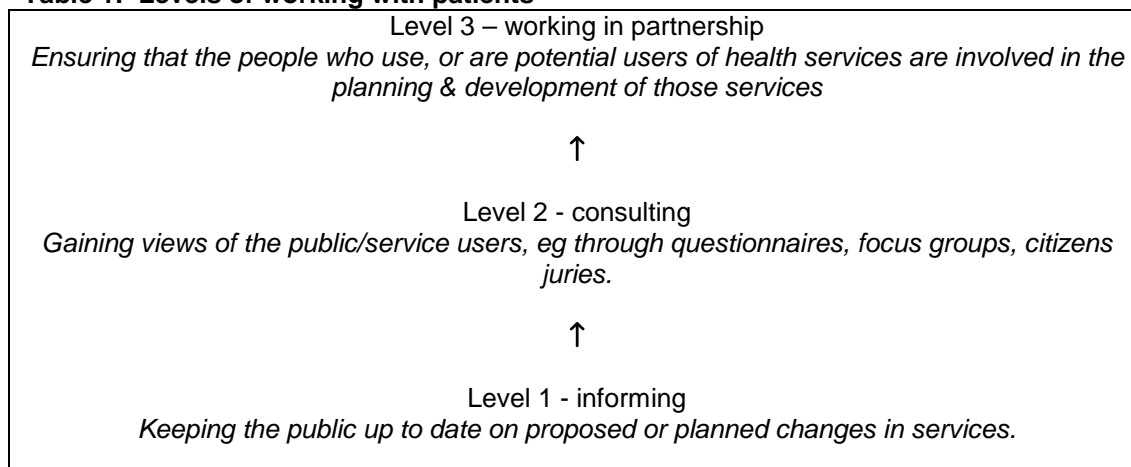 Table 1: Levels of working with patients
Level 3 – working in partnership
Ensuring that the people who use, or are potential users of health services are involved in the
planning & development of those services
↑
Level 2 - consulting
Gaining views of the public/service users, eg through questionnaires, focus groups, citizens
juries.
↑
Level 1 - informing
Keeping the public up to date on proposed or planned changes in services.